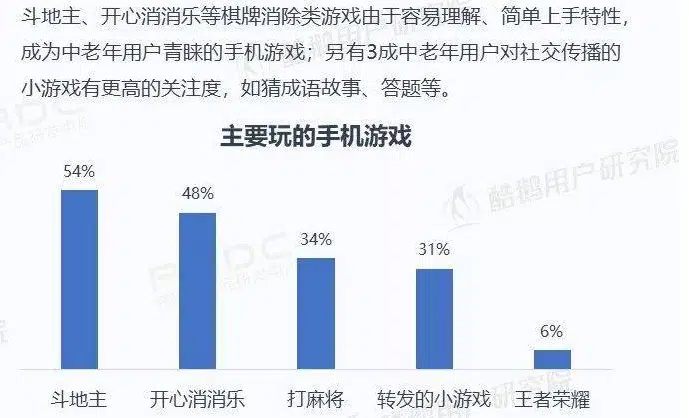 斗地主、开心消消乐等棋牌消除类游戏由于容易理解、简单上手特性，
成为中老年用户青睐的手机游戏；另有3成中老年用户对社交传播的
小游戏有更高的关注度，如猜成语故事、答题等。
主要玩的手机游戏
54%
48%
34%
31%
6%
斗地主
开心消消乐
打麻将
转发的小游戏
王者荣耀
酷鹅用户研究院